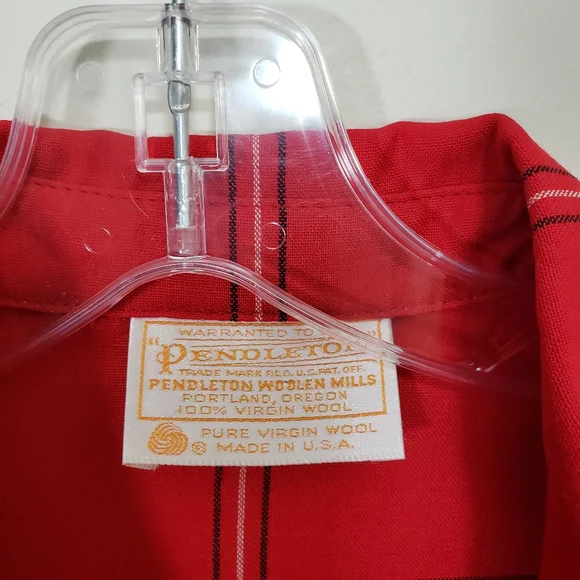 WARRANTED TO BE A
"PENDLETON"
TRADE MARK REG. U.S. PAT. OFF.
PENDLETON WOOLEN MILLS
PORTLAND, OREGON
100% VIRGIN WOOL
PURE VIRGIN WOOL
® MADE IN U.S.A.